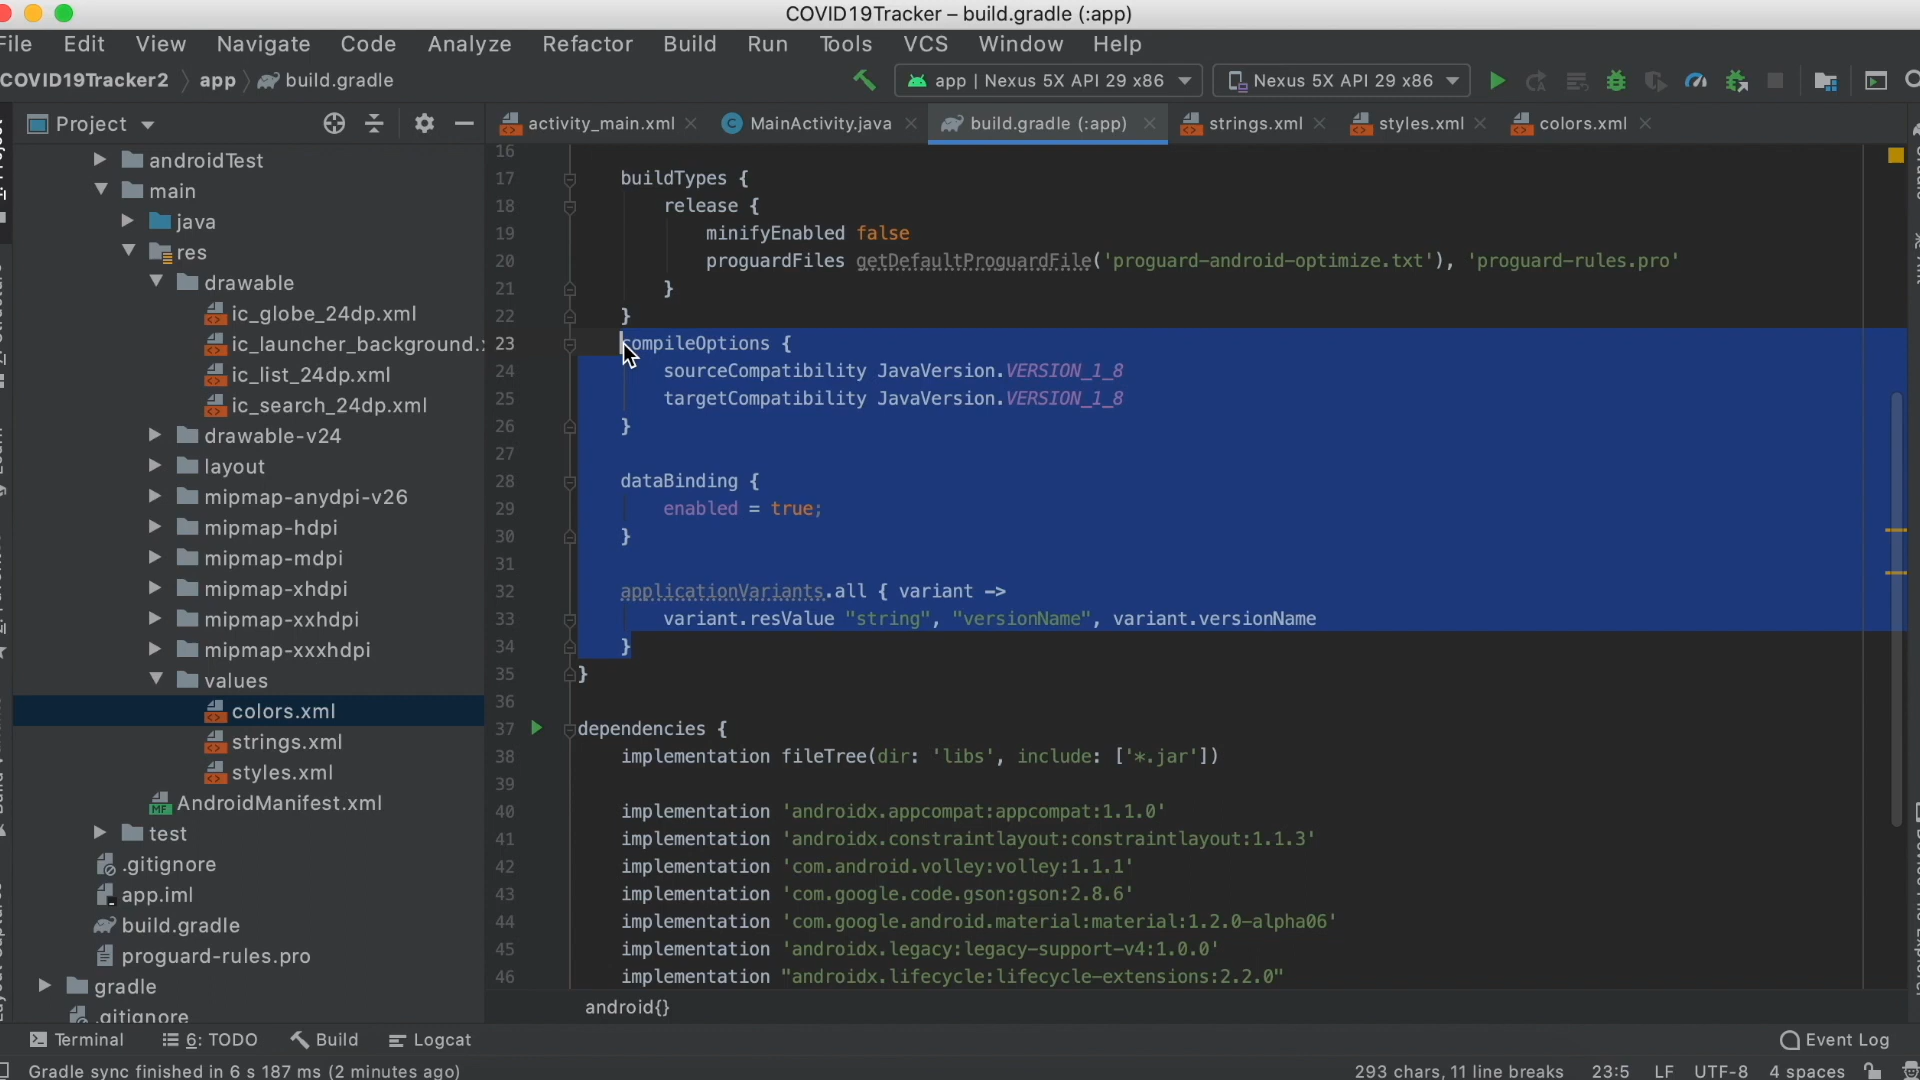 COVID19Tracker – build.gradle (:app)
File Edit View Navigate Code Analyze Refactor Build Run Tools VCS Window Help
COVID19Tracker2 app build.gradle
app | Nexus 5X API 29 x86
Nexus 5X API 29 x86
Project
activity_main.xml
MainActivity.java
build.gradle (:app)
strings.xml
styles.xml
colors.xml
androidTest
main
java
res
drawable
ic_globe_24dp.xml
ic_launcher_background.
ic_list_24dp.xml
ic_search_24dp.xml
drawable-v24
layout
mipmap-anydpi-v26
mipmap-hdpi
mipmap-mdpi
mipmap-xhdpi
mipmap-xxhdpi
mipmap-xxxhdpi
values
colors.xml
strings.xml
styles.xml
AndroidManifest.xml
test
.gitignore
app.iml
build.gradle
proguard-rules.pro
gradle
.gitignore
16
17 buildTypes {
18 release {
19 minifyEnabled false
20 proguardFiles getDefaultProguardFile('proguard-android-optimize.txt'), 'proguard-rules.pro'
21 }
22 }
23 compileOptions {
24 sourceCompatibility JavaVersion.VERSION_1_8
25 targetCompatibility JavaVersion.VERSION_1_8
26 }
27
28 dataBinding {
29 enabled = true;
30 }
31
32 applicationVariants.all { variant ->
33 variant.resValue "string", "versionName", variant.versionName
34 }
35 }
36
37 dependencies {
38 implementation fileTree(dir: 'libs', include: ['*.jar'])
39
40 implementation 'androidx.appcompat:appcompat:1.1.0'
41 implementation 'androidx.constraintlayout:constraintlayout:1.1.3'
42 implementation 'com.android.volley:volley:1.1.1'
43 implementation 'com.google.code.gson:gson:2.8.6'
44 implementation 'com.google.android.material:material:1.2.0-alpha06'
45 implementation 'androidx.legacy:legacy-support-v4:1.0.0'
46 implementation "androidx.lifecycle:lifecycle-extensions:2.2.0"
android{}
Terminal 6: TODO Build Logcat Event Log
Gradle sync finished in 6 s 187 ms (2 minutes ago) 293 chars, 11 line breaks 23:5 LF UTF-8 4 spaces